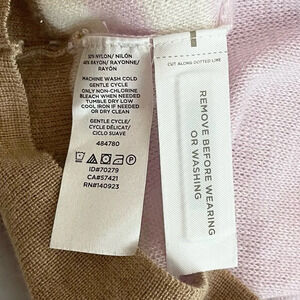 NYLON/ NILÓN
RAYON/ RAYONNE/
RAYÓN
MACHINE WASH COLD
GENTLE CYCLE
ONLY NON-CHLORINE
BLEACH WHEN NEEDED
TUMBLE DRY LOW
COOL IRON IF NEEDED
OR DRY CLEAN
GENTLE CYCLE/
CYCLE DÉLICAT/
CICLO SUAVE
484780
ID#70279
CA#57421
RN#140923
CUT ALONG DOTTED LINE
REMOVE BEFORE WEARING
OR WASHING